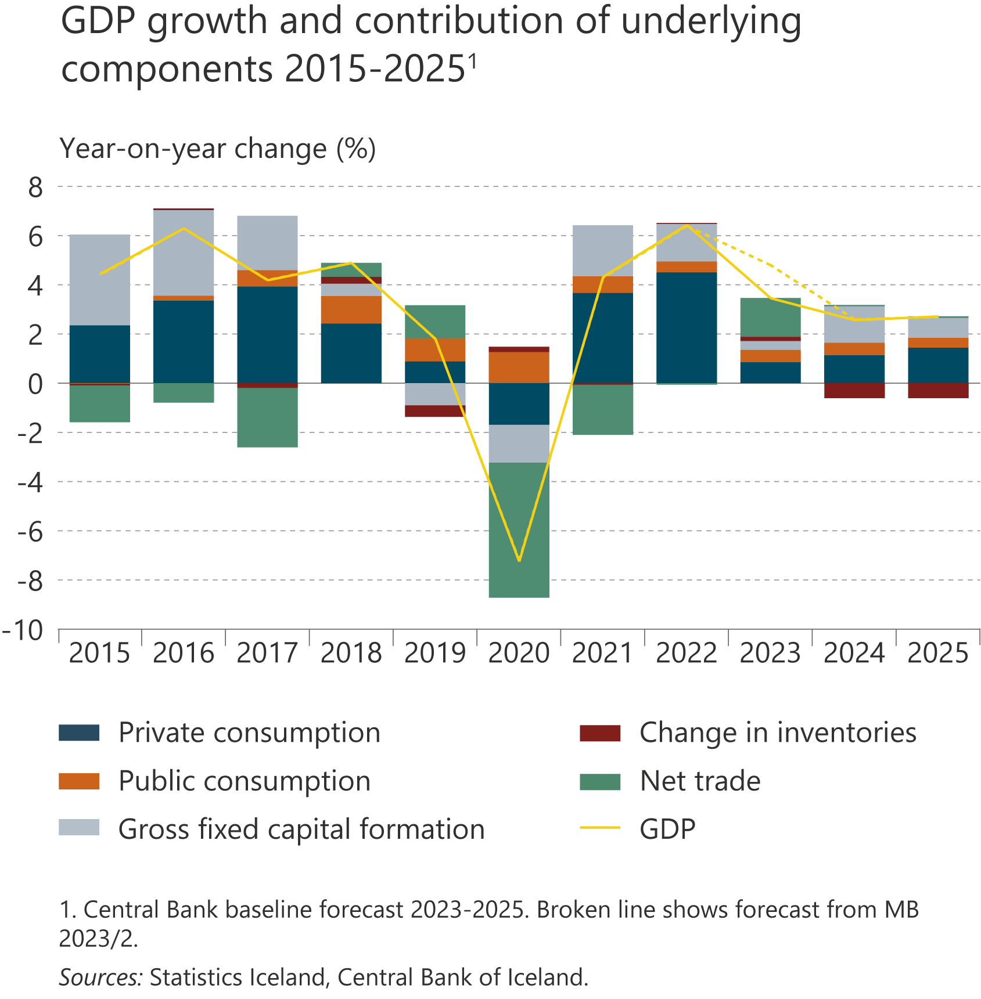 GDP growth and contribution of underlying
components 2015-2025¹
Year-on-year change (%)
8
6
4
2
0
-2
-4
-6
-8
-10
2015 2016 2017 2018 2019 2020 2021 2022 2023 2024 2025
Private consumption
Public consumption
Gross fixed capital formation
Change in inventories
Net trade
GDP
1. Central Bank baseline forecast 2023-2025. Broken line shows forecast from MB
2023/2.
Sources: Statistics Iceland, Central Bank of Iceland.